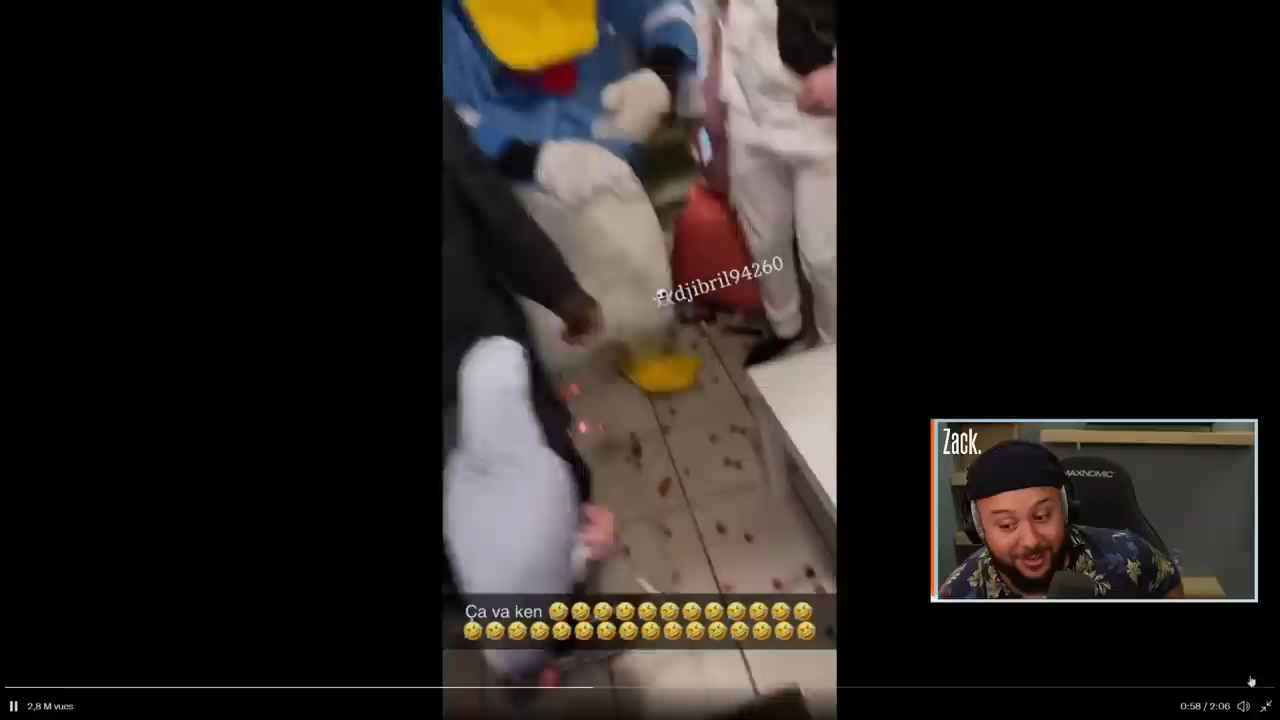 djibril94260
Zack.
MAXNOMIC
Ça va ken 🤣🤣🤣🤣🤣🤣🤣🤣🤣🤣🤣🤣
🤣🤣🤣🤣🤣🤣🤣🤣🤣🤣🤣🤣🤣🤣🤣🤣
2,8 M vues
0:58 / 2:06